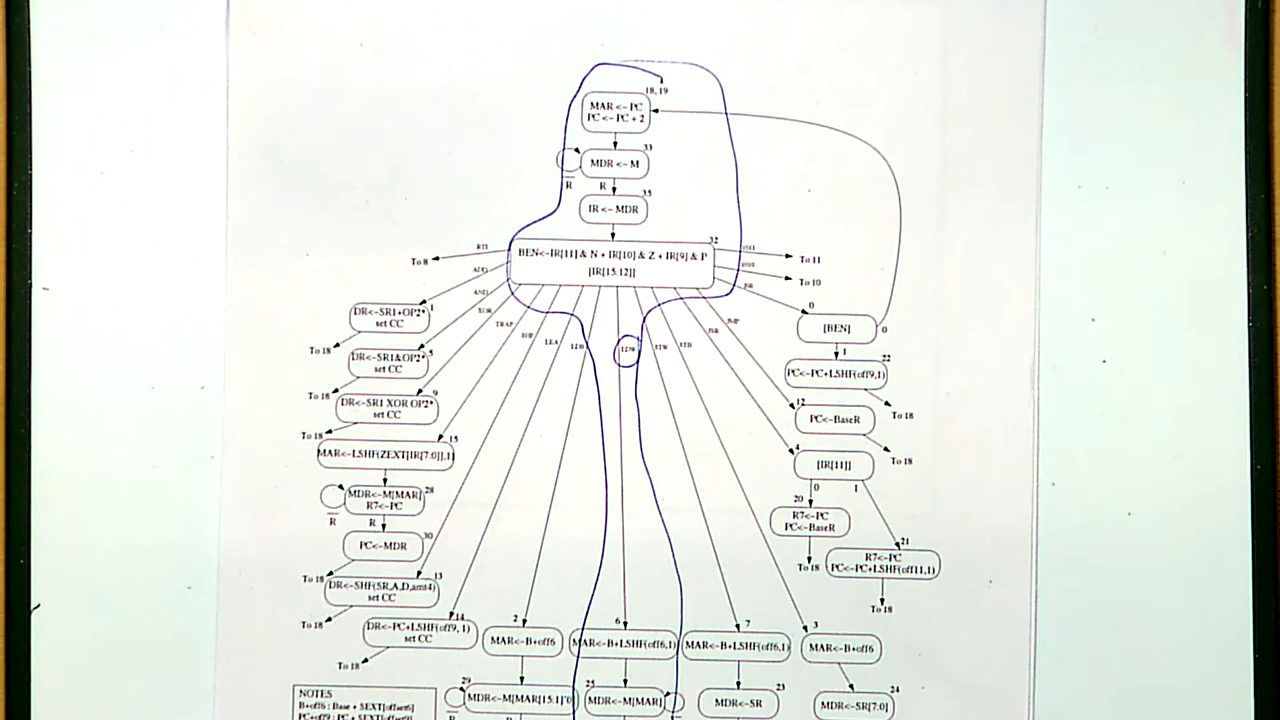 18, 19
MAR <- PC
PC <- PC + 2
33
MDR <- M
R
R
35
IR <- MDR
32
BEN<-IR[11] & N + IR[10] & Z + IR[9] & P
[IR[15:12]]
RTI
To 8
To 11
To 10
ADD
AND
XOR
TRAP
SHF
LEA
LDB
LDW
STW
STB
JSR
JMP
BR
1
DR<-SR1+OP2*
set CC
To 18
5
DR<-SR1&OP2*
set CC
To 18
9
DR<-SR1 XOR OP2*
set CC
To 18
15
MAR<-LSHF(ZEXT[IR[7:0]],1)
28
MDR<-M[MAR]
R7<-PC
R
R
30
PC<-MDR
To 18
13
DR<-SHF(SR,A,D,amt4)
set CC
To 18
14
DR<-PC+LSHF(off9, 1)
set CC
To 18
0
[BEN]
0
1
22
PC<-PC+LSHF(off9,1)
To 18
12
PC<-BaseR
To 18
4
[IR[11]]
0
1
20
R7<-PC
PC<-BaseR
To 18
21
R7<-PC
PC<-PC+LSHF(off11,1)
To 18
2
MAR<-B+off6
6
MAR<-B+LSHF(off6,1)
7
MAR<-B+LSHF(off6,1)
3
MAR<-B+off6
29
MDR<-M[MAR[15:1]'0]
25
MDR<-M[MAR]
23
MDR<-SR
24
MDR<-SR[7:0]
NOTES
B+off6 : Base + SEXT[offset6]
PC+off9 : PC + SEXT[offset9]